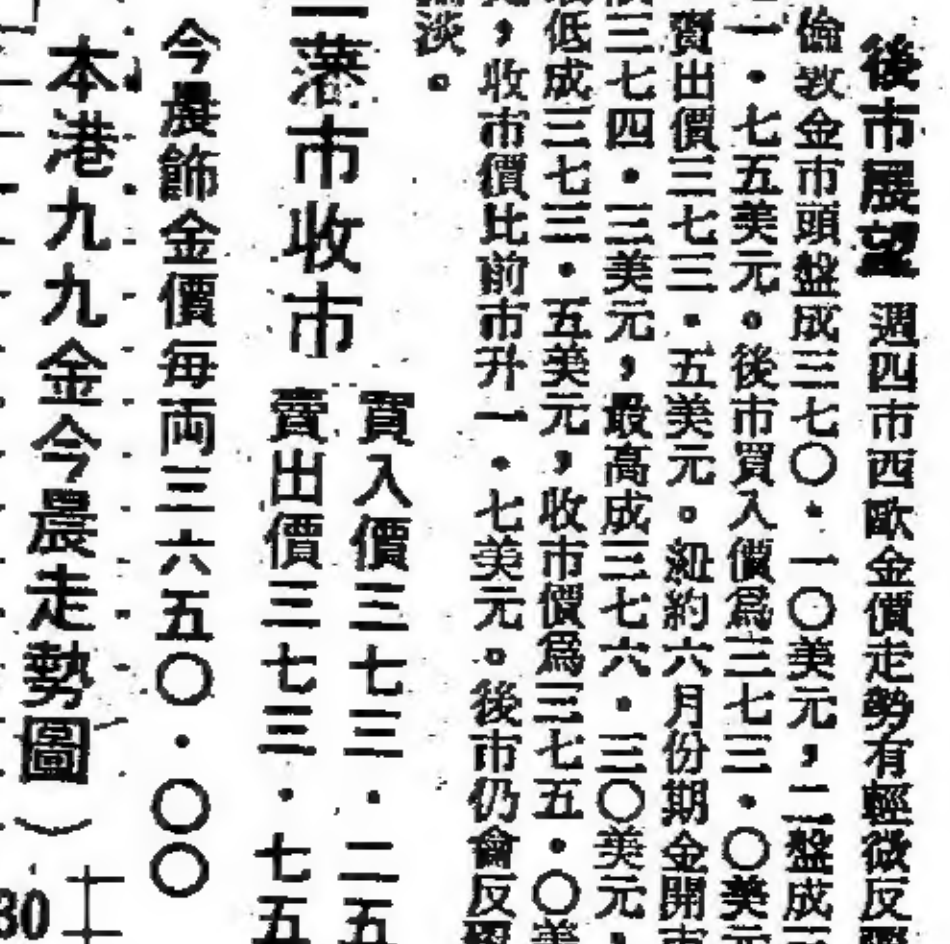 後市展望 週四市西歐金價走勢有輕微反
倫敦金市頭盤成三七〇·一〇美元，二盤成三
一·七五美元。後市買入價爲三七三·〇美元
賣出價三七三·五美元。紐約六月份期金開市
價三七四·三美元，最高成三七六·三〇美元，
最低成三七三·五美元，收市價爲三七五·〇美
，收市價比前市升一·七美元。後市仍會反
淡。
二藩市收市
買入價三七三·二五
賣出價三七三·七五
今晨飾金價每両三六五〇·〇〇
本港九九金今晨走勢圖）
30